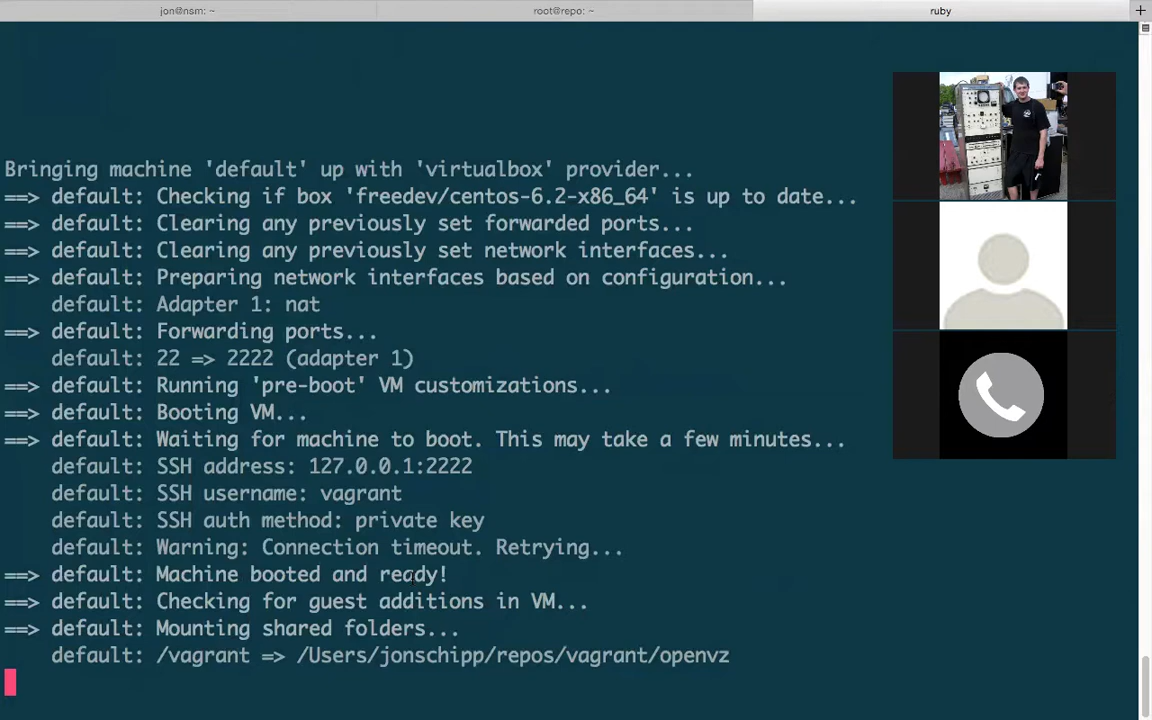 jon@nsm: ~
root@repo: ~
ruby
Bringing machine 'default' up with 'virtualbox' provider...
==> default: Checking if box 'freedev/centos-6.2-x86_64' is up to date...
==> default: Clearing any previously set forwarded ports...
==> default: Clearing any previously set network interfaces...
==> default: Preparing network interfaces based on configuration...
default: Adapter 1: nat
==> default: Forwarding ports...
default: 22 => 2222 (adapter 1)
==> default: Running 'pre-boot' VM customizations...
==> default: Booting VM...
==> default: Waiting for machine to boot. This may take a few minutes...
default: SSH address: 127.0.0.1:2222
default: SSH username: vagrant
default: SSH auth method: private key
default: Warning: Connection timeout. Retrying...
==> default: Machine booted and ready!
==> default: Checking for guest additions in VM...
==> default: Mounting shared folders...
default: /vagrant => /Users/jonschipp/repos/vagrant/openvz